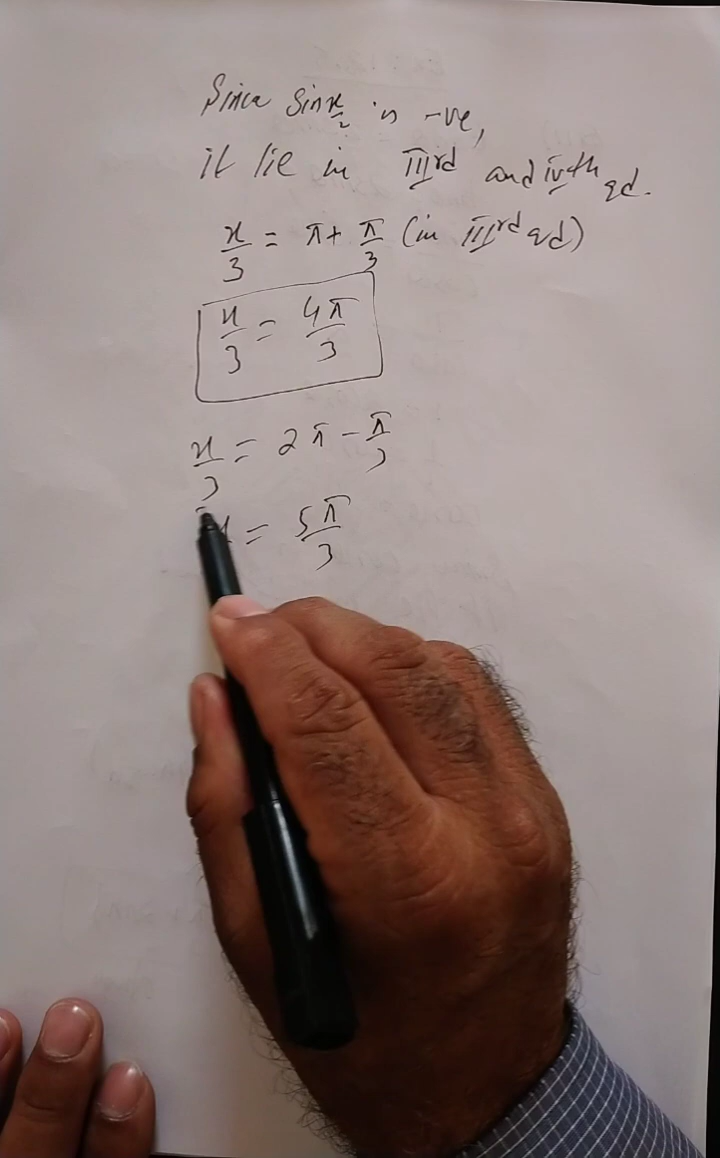 Since Sin x/2 is -ve,
it lie in IIIrd and ivth qd.
x/3 = π + π/3 (in IIIrd qd)
x/3 = 4π/3
x/3 = 2π - π/3
x = 5π/3